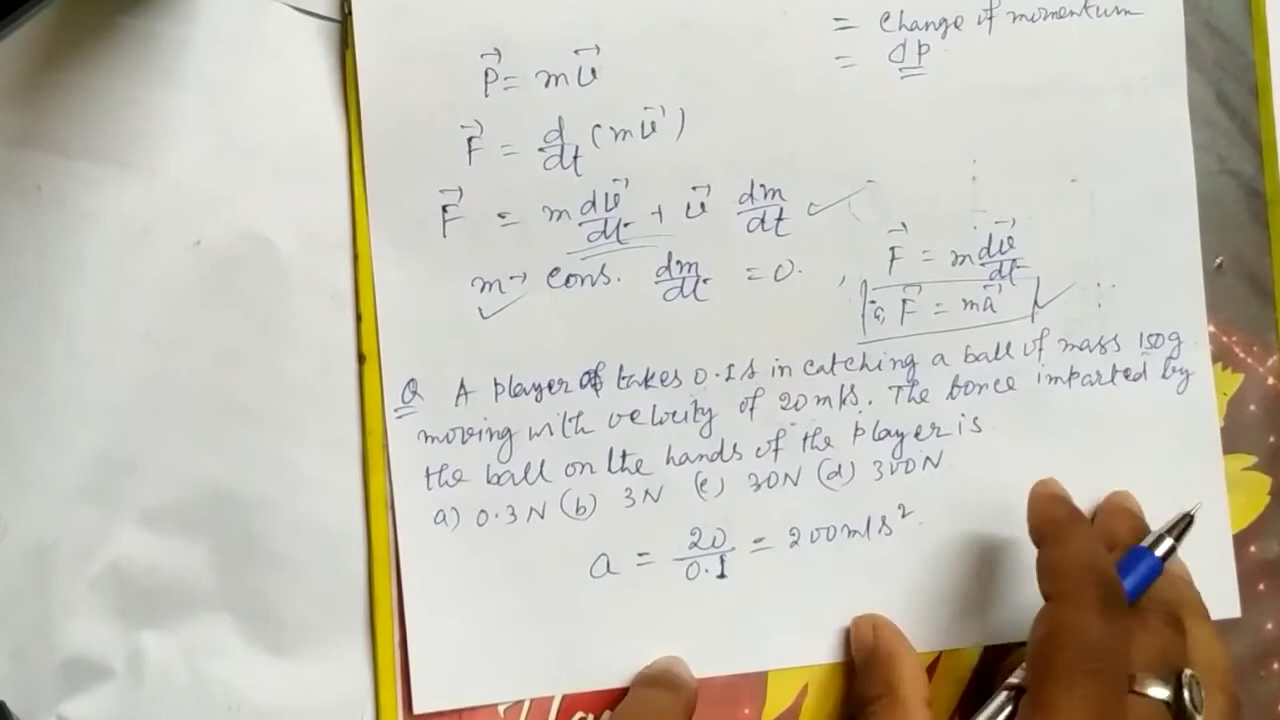 = Change of momentum
= dp
P⃗ = mv⃗
F⃗ = d/dt (mv⃗)
F⃗ = m dv⃗/dt + v⃗ dm/dt ✓
m → cons. dm/dt = 0. , F⃗ = m dv⃗/dt
F⃗ = ma⃗ ✓
Q A player takes 0.1s in catching a ball of mass 150g
moving with velocity of 20m/s. The force imparted by
the ball on the hands of the player is
a) 0.3N (b) 3N (c) 30N (d) 300N
a = 20/0.1 = 200m/s².